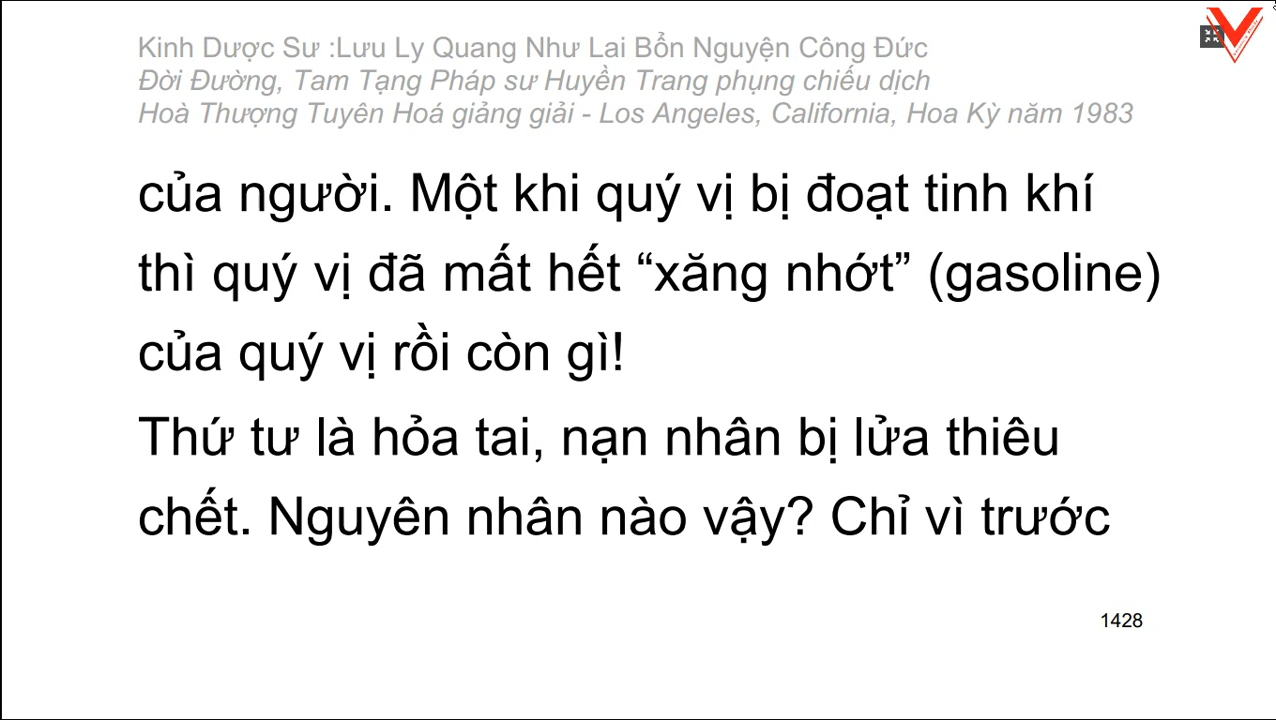 Kinh Dược Sư :Lưu Ly Quang Như Lai Bổn Nguyện Công Đức
Đời Đường, Tam Tạng Pháp sư Huyền Trang phụng chiếu dịch
Hoà Thượng Tuyên Hoá giảng giải - Los Angeles, California, Hoa Kỳ năm 1983
của người. Một khi quý vị bị đoạt tinh khí
thì quý vị đã mất hết “xăng nhớt” (gasoline)
của quý vị rồi còn gì!
Thứ tư là hỏa tai, nạn nhân bị lửa thiêu
chết. Nguyên nhân nào vậy? Chỉ vì trước
1428